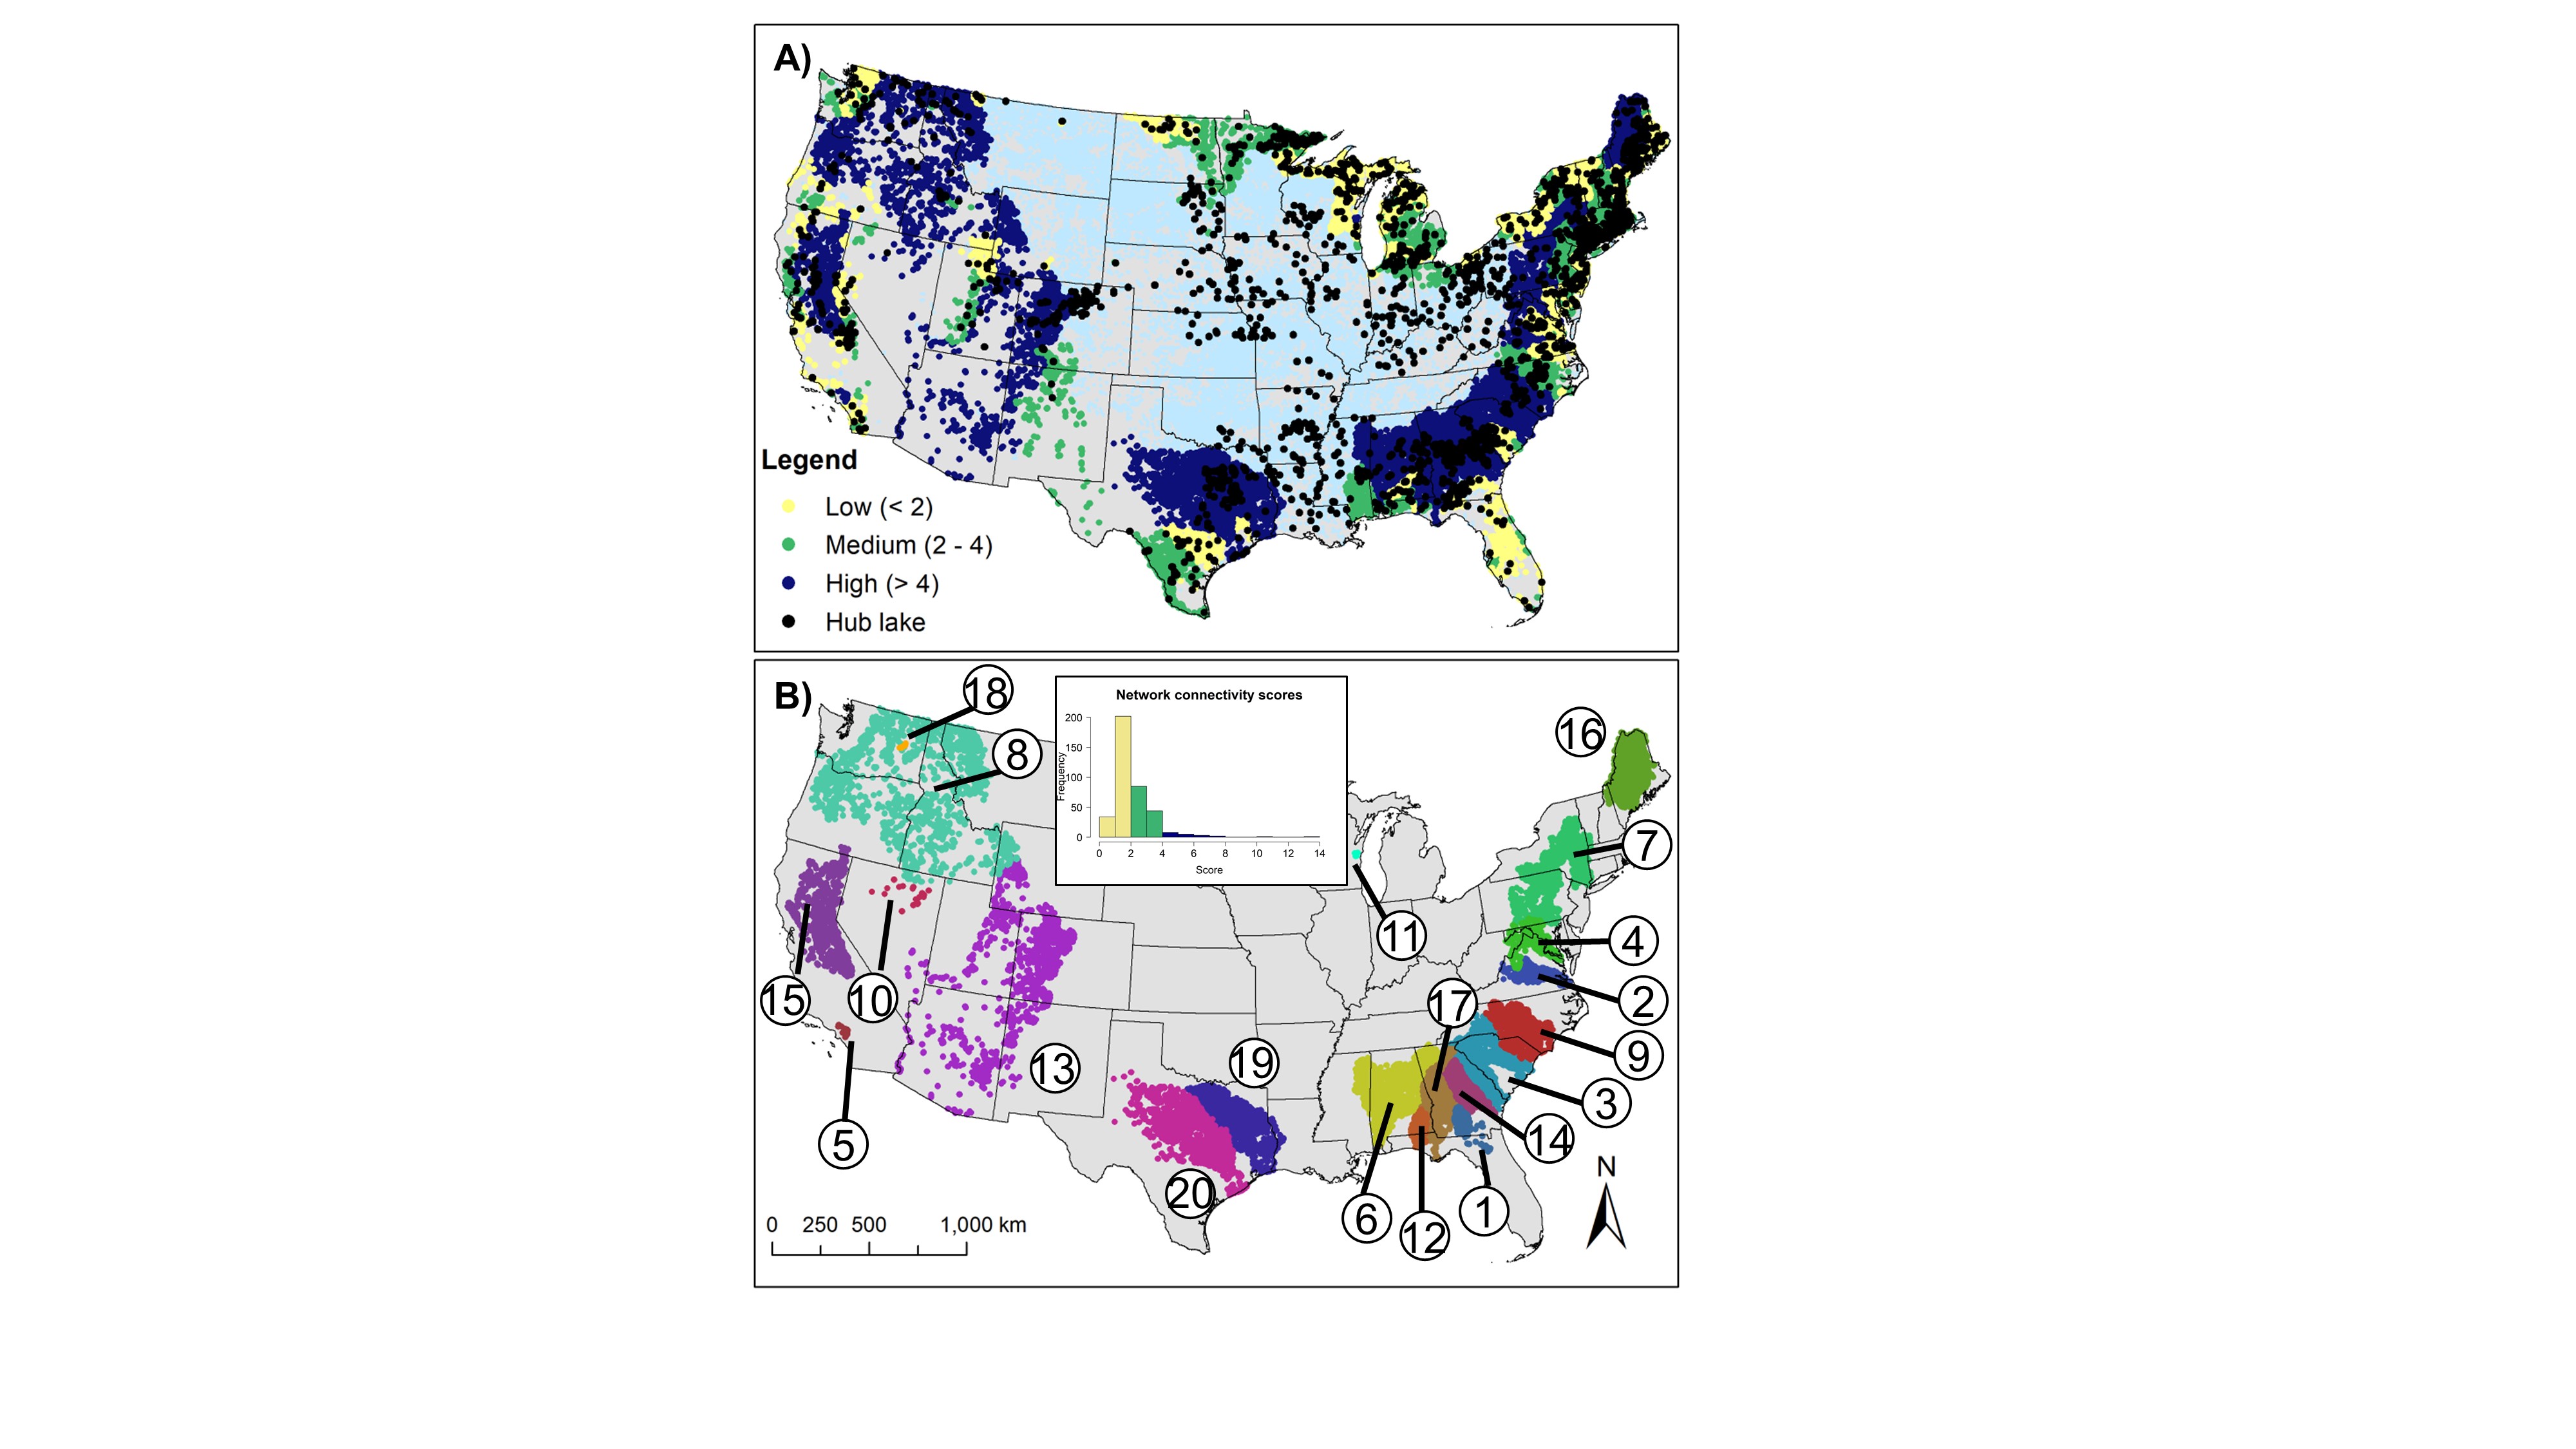 A)
Legend
Low (< 2)
Medium (2 - 4)
High (> 4)
Hub lake
B)
18
8
Network connectivity scores
200
150
100
50
0
Frequency
0 2 4 6 8 10 12 14
Score
16
7
11
4
2
15
10
17
9
13
19
3
5
14
20
6
12
1
N
0 250 500 1,000 km